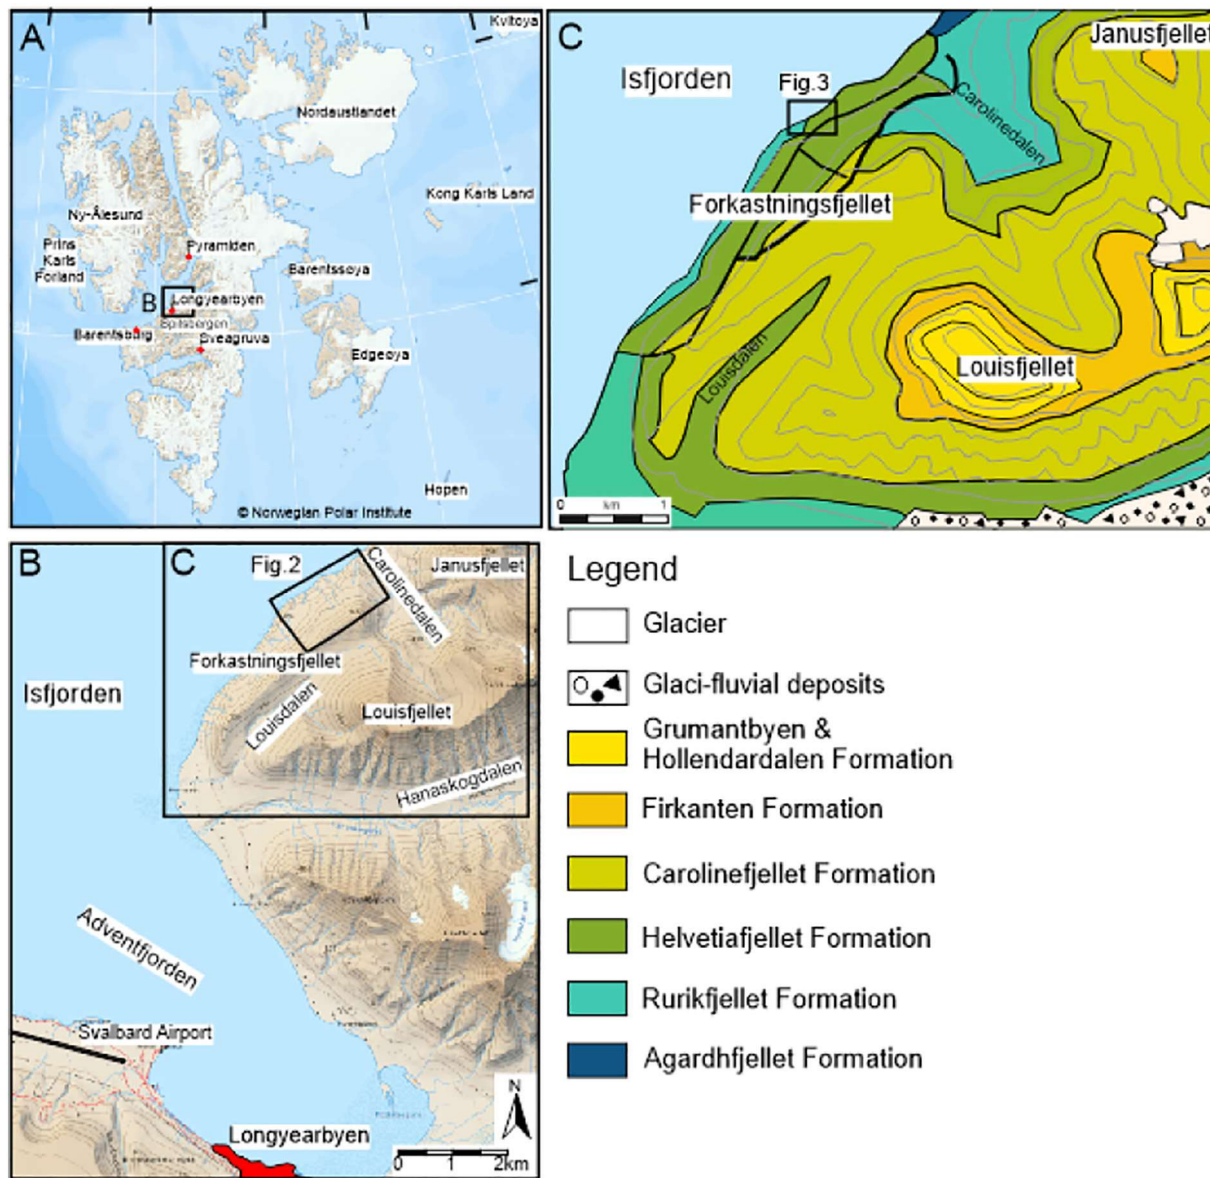 A
Kvitøya
Nordaustlandet
Kong Karls Land
Ny-Ålesund
Prins
Karls
Forland
Pyramiden
Barentssøya
B
Longyearbyen
Spitsbergen
Barentsburg
Sveagruva
Edgeøya
Hopen
© Norwegian Polar Institute
C
Janusfjellet
Isfjorden
Fig.3
Carolinedalen
Forkastningsfjellet
Louisdalen
Louisfjellet
0 km 1
B
C
Fig.2
Carolinedalen
Janusfjellet
Forkastningsfjellet
Isfjorden
Louisdalen
Louisfjellet
Hanaskogdalen
Adventfjorden
Svalbard Airport
N
Longyearbyen
0 1 2km
Legend
Glacier
Glaci-fluvial deposits
Grumantbyen &
Hollendardalen Formation
Firkanten Formation
Carolinefjellet Formation
Helvetiafjellet Formation
Rurikfjellet Formation
Agardhfjellet Formation